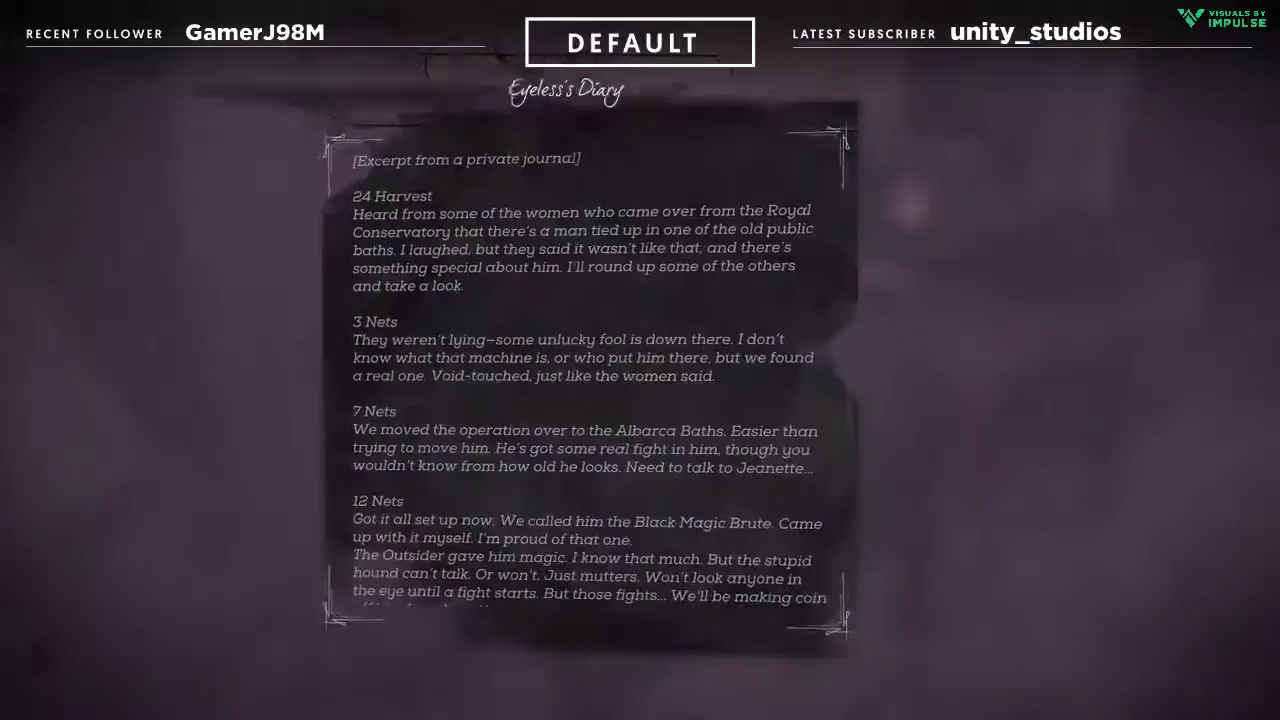 RECENT FOLLOWER GamerJ98M
DEFAULT
LATEST SUBSCRIBER unity_studios
VISUALS BY
IMPULSE
Eyeless's Diary
[Excerpt from a private journal]
24 Harvest
Heard from some of the women who came over from the Royal
Conservatory that there's a man tied up in one of the old public
baths. I laughed, but they said it wasn't like that, and there's
something special about him. I'll round up some of the others
and take a look.
3 Nets
They weren't lying—some unlucky fool is down there. I don't
know what that machine is, or who put him there, but we found
a real one. Void-touched, just like the women said.
7 Nets
We moved the operation over to the Albarca Baths. Easier than
trying to move him. He's got some real fight in him, though you
wouldn't know from how old he looks. Need to talk to Jeanette...
12 Nets
Got it all set up now. We called him the Black Magic Brute. Came
up with it myself. I'm proud of that one.
The Outsider gave him magic. I know that much. But the stupid
hound can't talk. Or won't. Just mutters. Won't look anyone in
the eye until a fight starts. But those fights... We'll be making coin